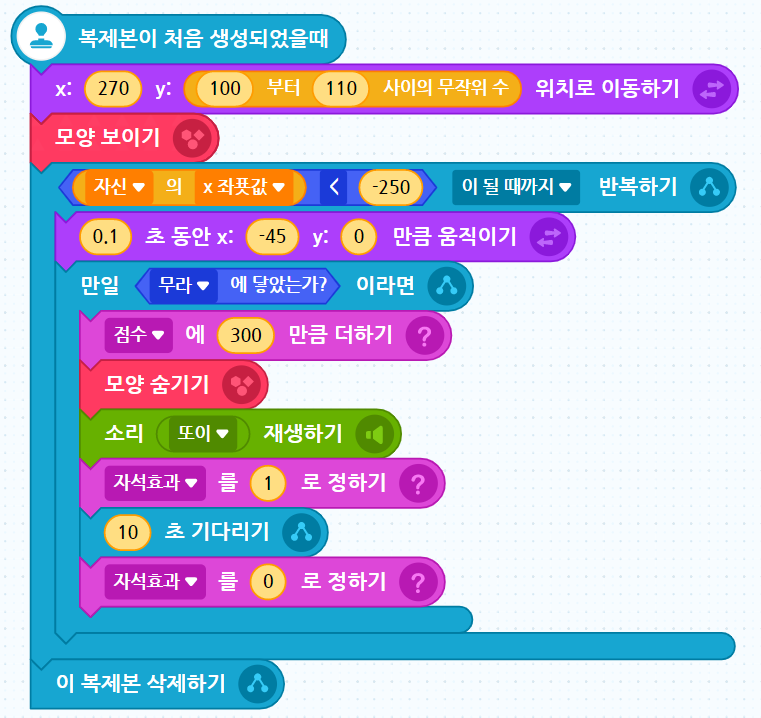 복제본이 처음 생성되었을때
x: 270 y: 100 부터 110 사이의 무작위 수 위치로 이동하기
모양 보이기
자신 의 x 좌푯값 < -250 이 될 때까지 반복하기
0.1 초 동안 x: -45 y: 0 만큼 움직이기
만일 무라 에 닿았는가? 이라면
점수 에 300 만큼 더하기
모양 숨기기
소리 또이 재생하기
자석효과 를 1 로 정하기
10 초 기다리기
자석효과 를 0 로 정하기
이 복제본 삭제하기